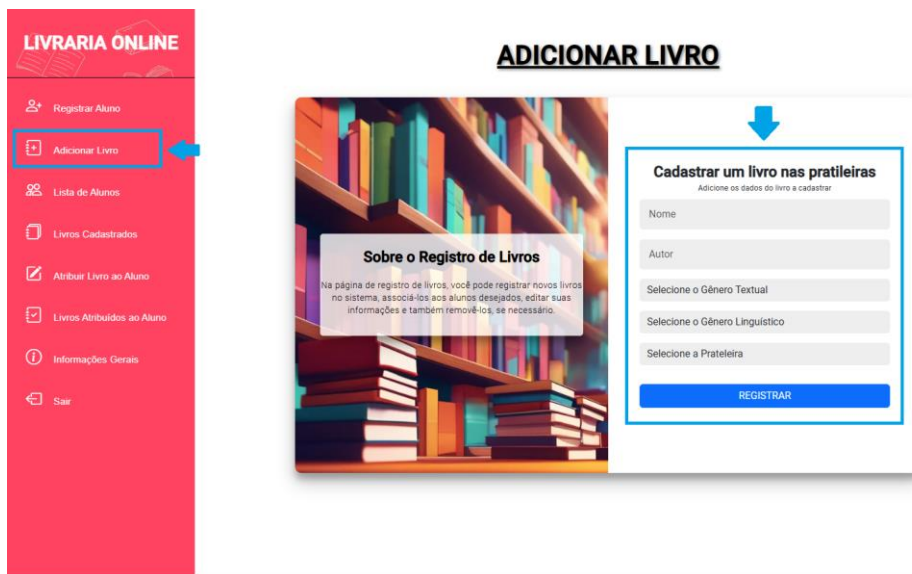 LIVRARIA ONLINE
Registrar Aluno
Adicionar Livro
Lista de Alunos
Livros Cadastrados
Atribuir Livro ao Aluno
Livros Atribuídos ao Aluno
Informações Gerais
Sair
ADICIONAR LIVRO
Sobre o Registro de Livros
Na página de registro de livros, você pode registrar novos livros
no sistema, associá-los aos alunos desejados, editar suas
informações e também removê-los, se necessário.
Cadastrar um livro nas pratileiras
Adicione os dados do livro a cadastrar
Nome
Autor
Selecione o Gênero Textual
Selecione o Gênero Linguístico
Selecione a Prateleira
REGISTRAR